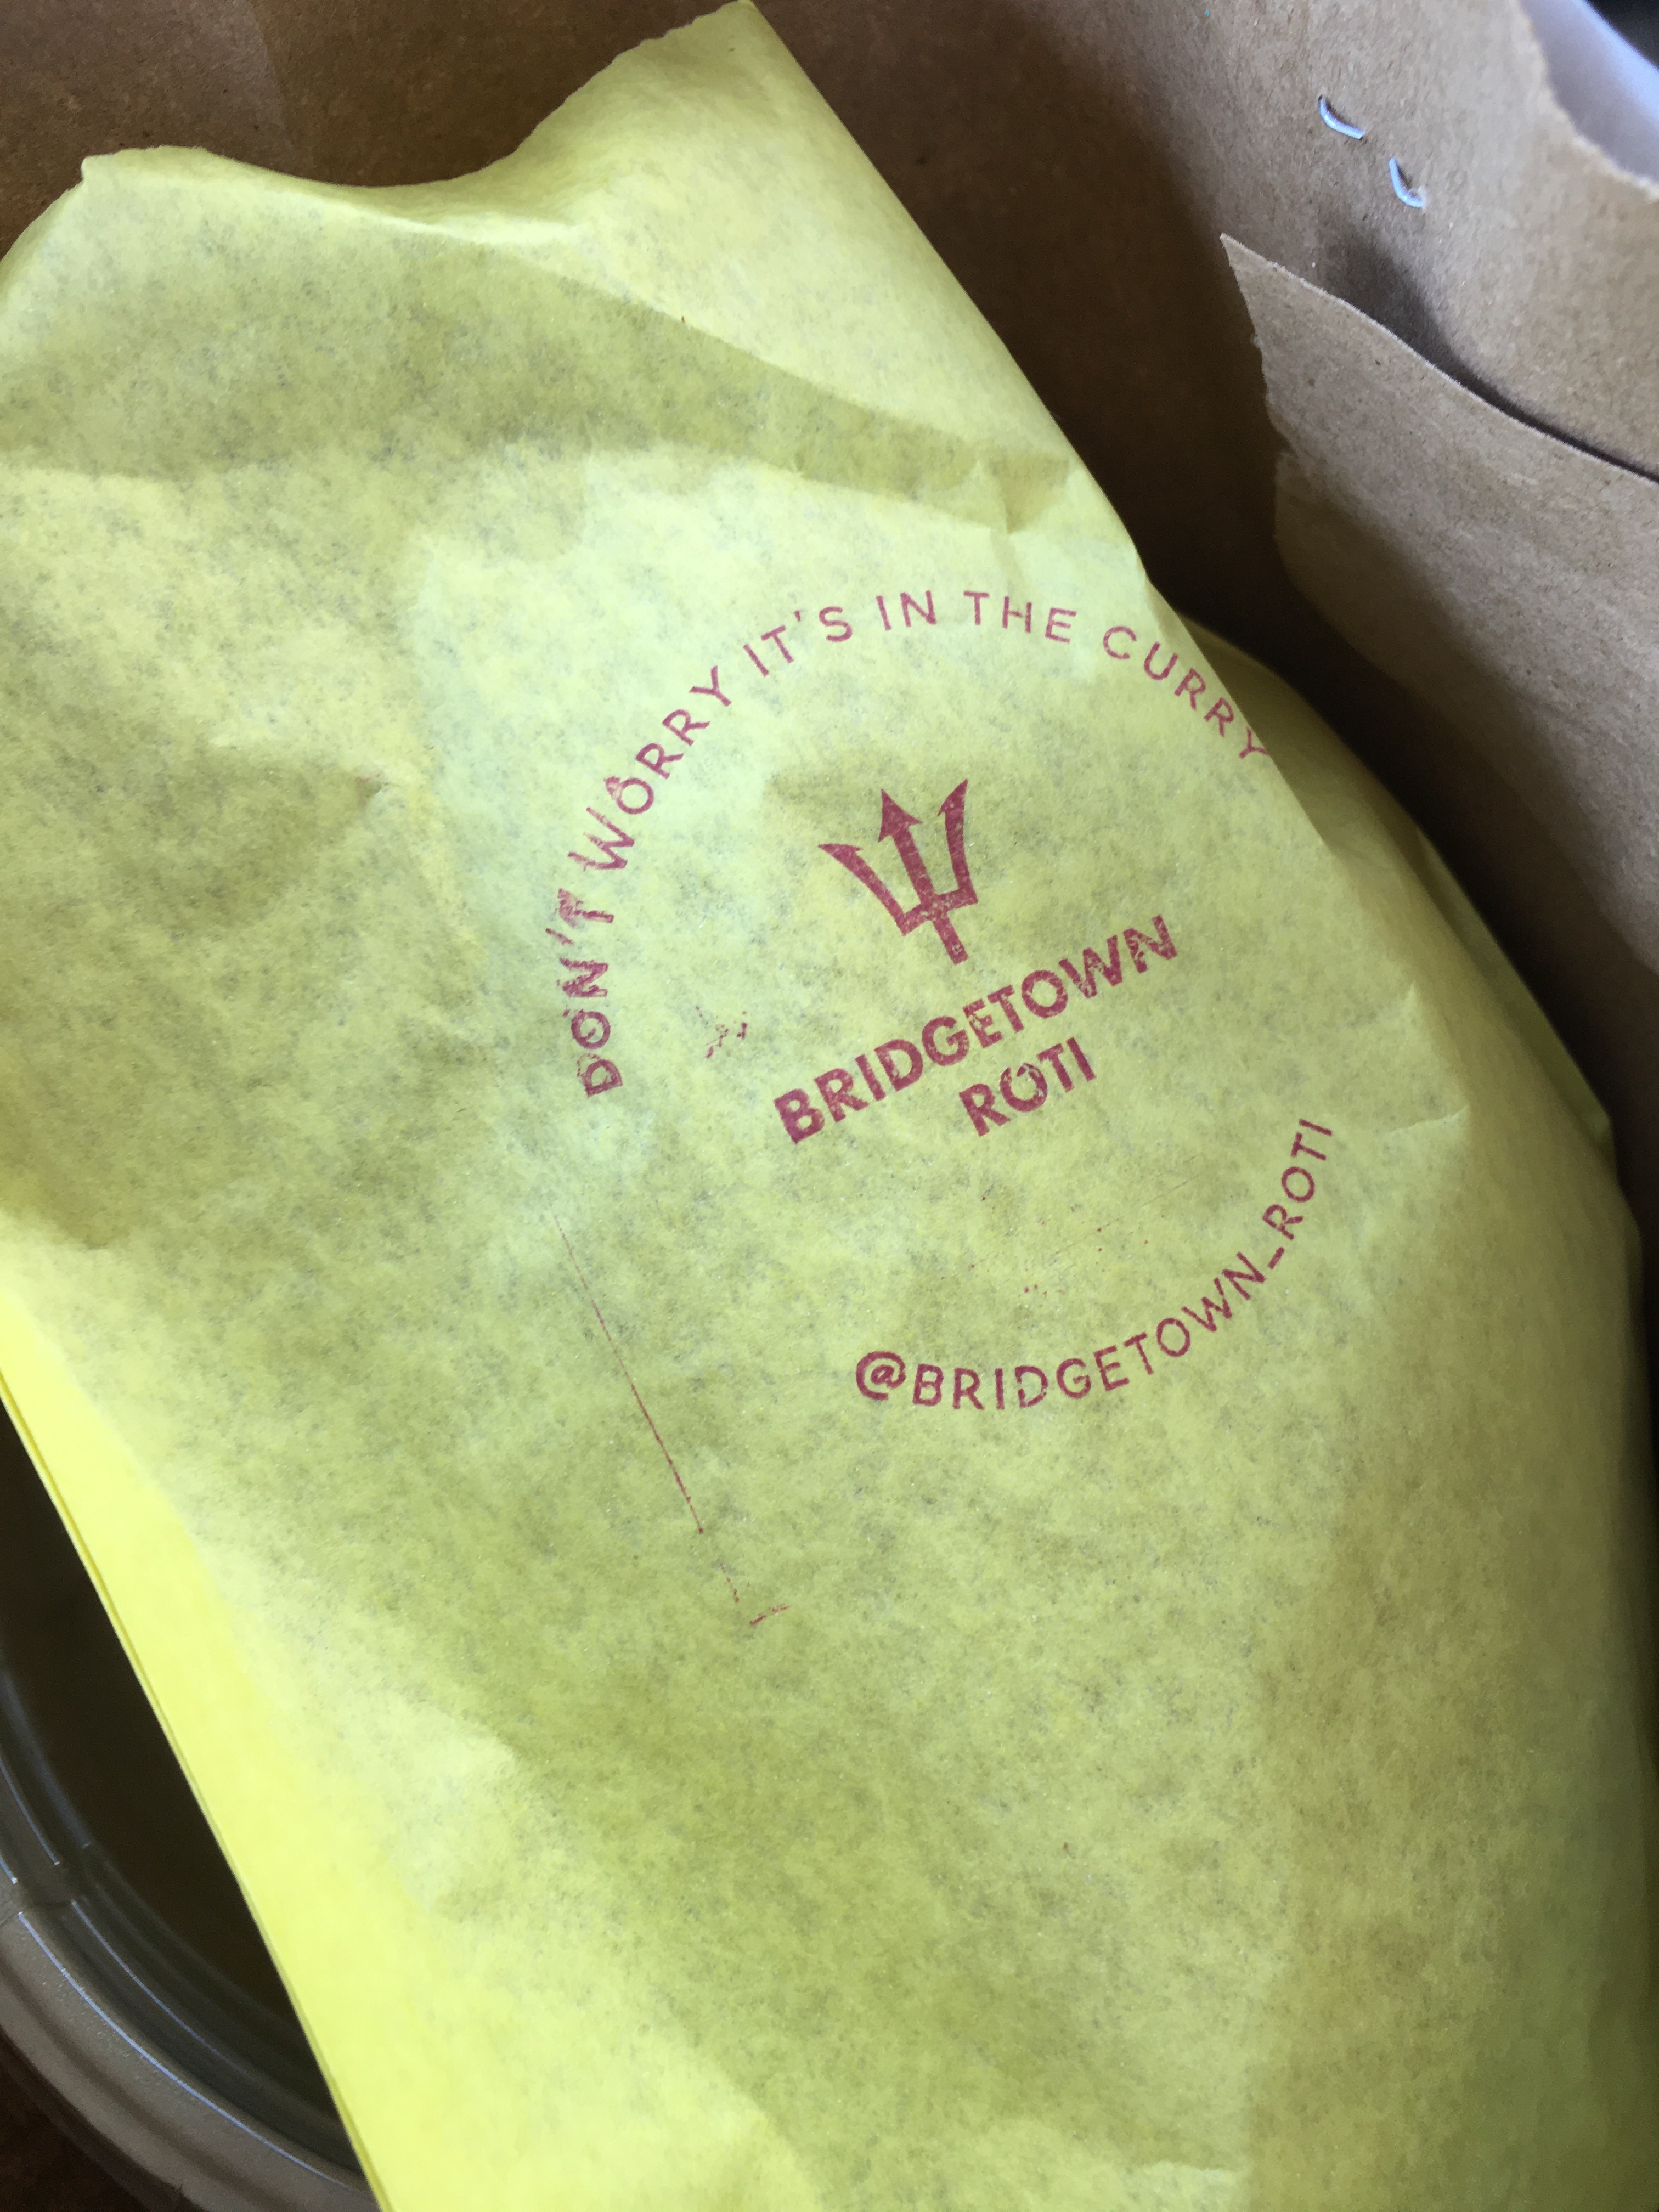 DON'T WORRY IT'S IN THE CURRY
BRIDGETOWN
ROTI
@BRIDGETOWN_ROTI